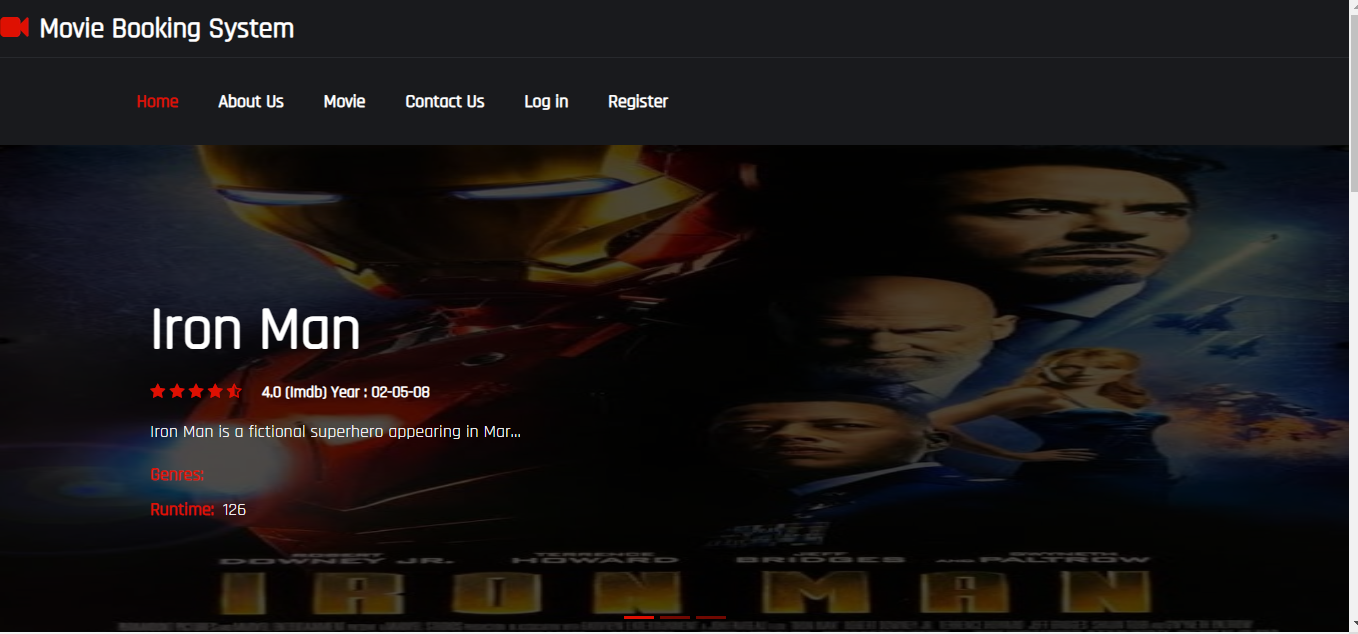 Movie Booking System
Home About Us Movie Contact Us Log in Register
Iron Man
4.0 (Imdb) Year : 02-05-08
Iron Man is a fictional superhero appearing in Mar...
Genres:
Runtime: 126
ROBERT DOWNEY JR. TERRENCE HOWARD JEFF BRIDGES AND GWYNETH PALTROW
IRON MAN